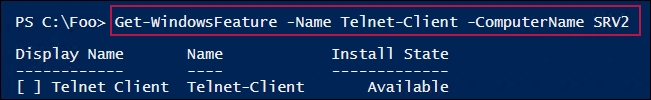 PS C:\Foo> Get-WindowsFeature -Name Telnet-Client -ComputerName SRV2
Display Name Name Install State
------------ ---- -------------
[ ] Telnet Client Telnet-Client Available